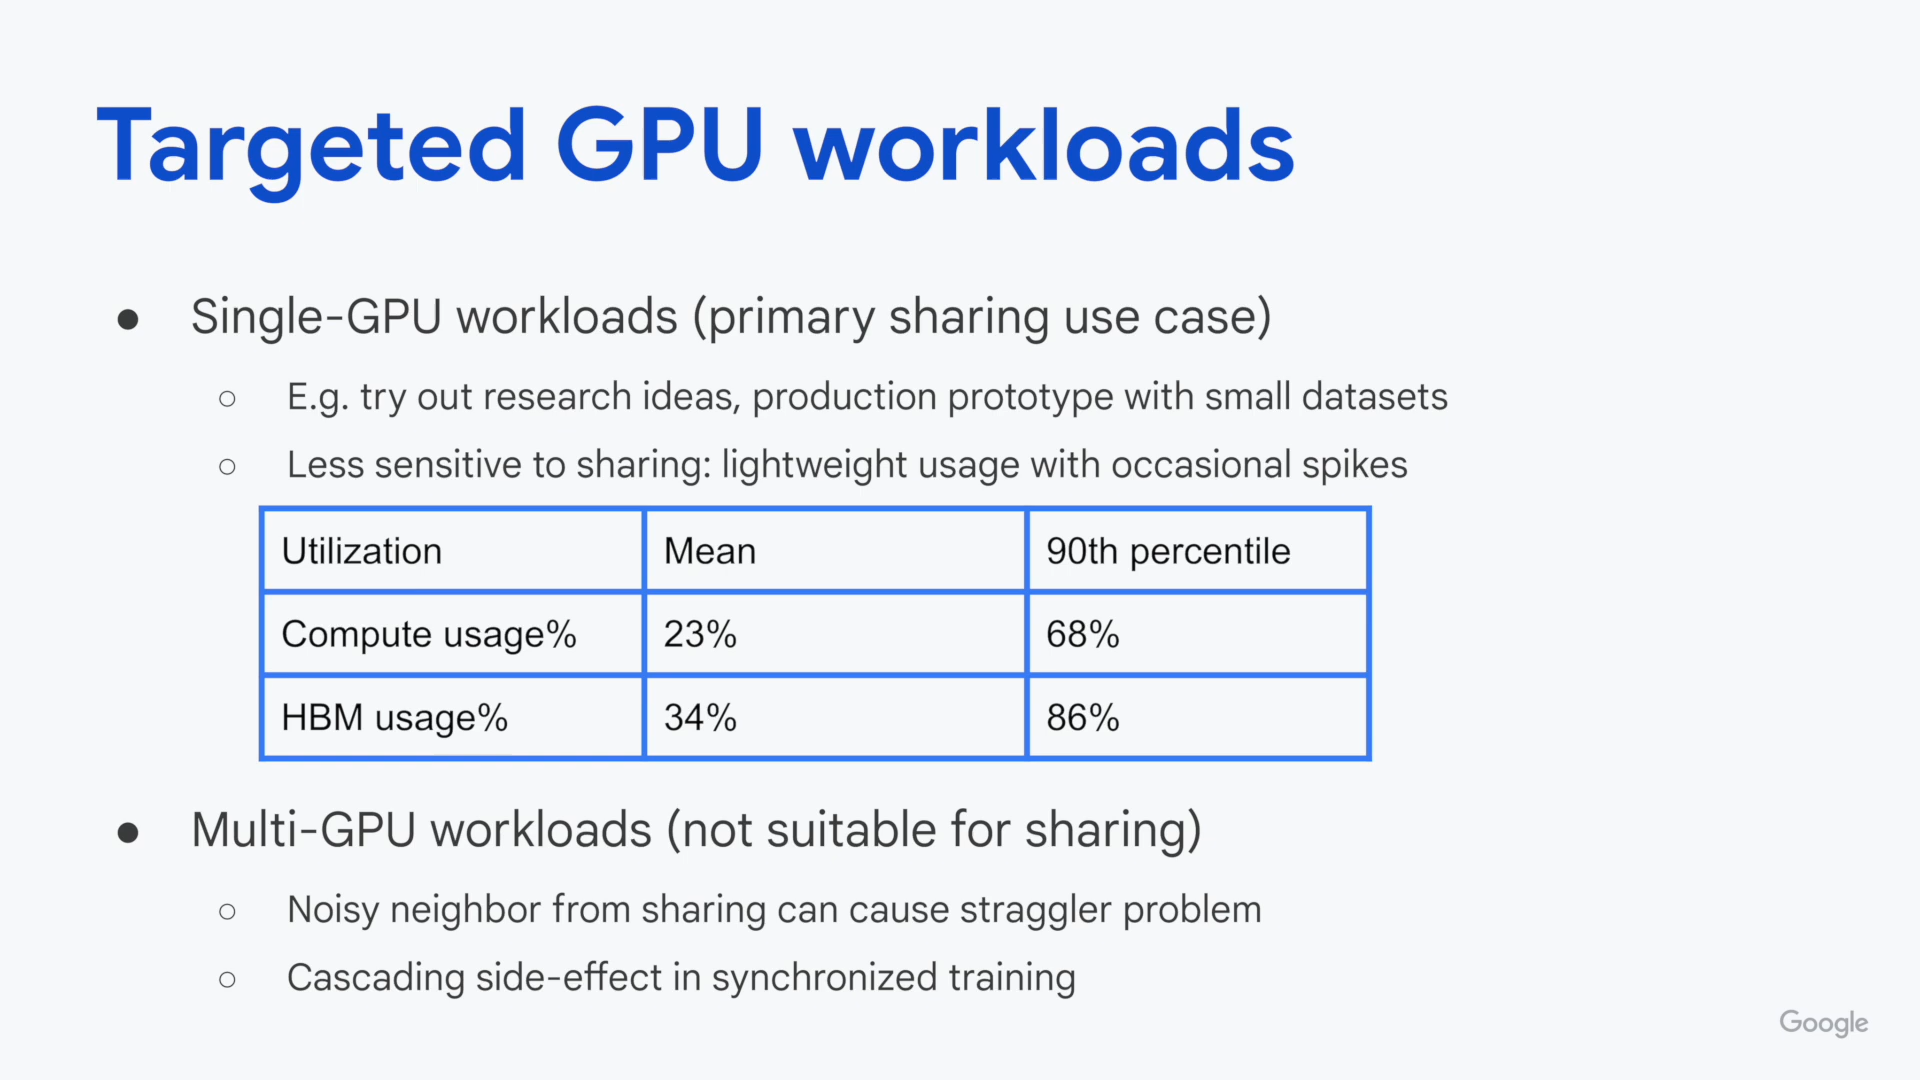 Targeted GPU workloads
● Single-GPU workloads (primary sharing use case)
○ E.g. try out research ideas, production prototype with small datasets
○ Less sensitive to sharing: lightweight usage with occasional spikes
Utilization Mean 90th percentile
Compute usage% 23% 68%
HBM usage% 34% 86%
● Multi-GPU workloads (not suitable for sharing)
○ Noisy neighbor from sharing can cause straggler problem
○ Cascading side-effect in synchronized training
Google